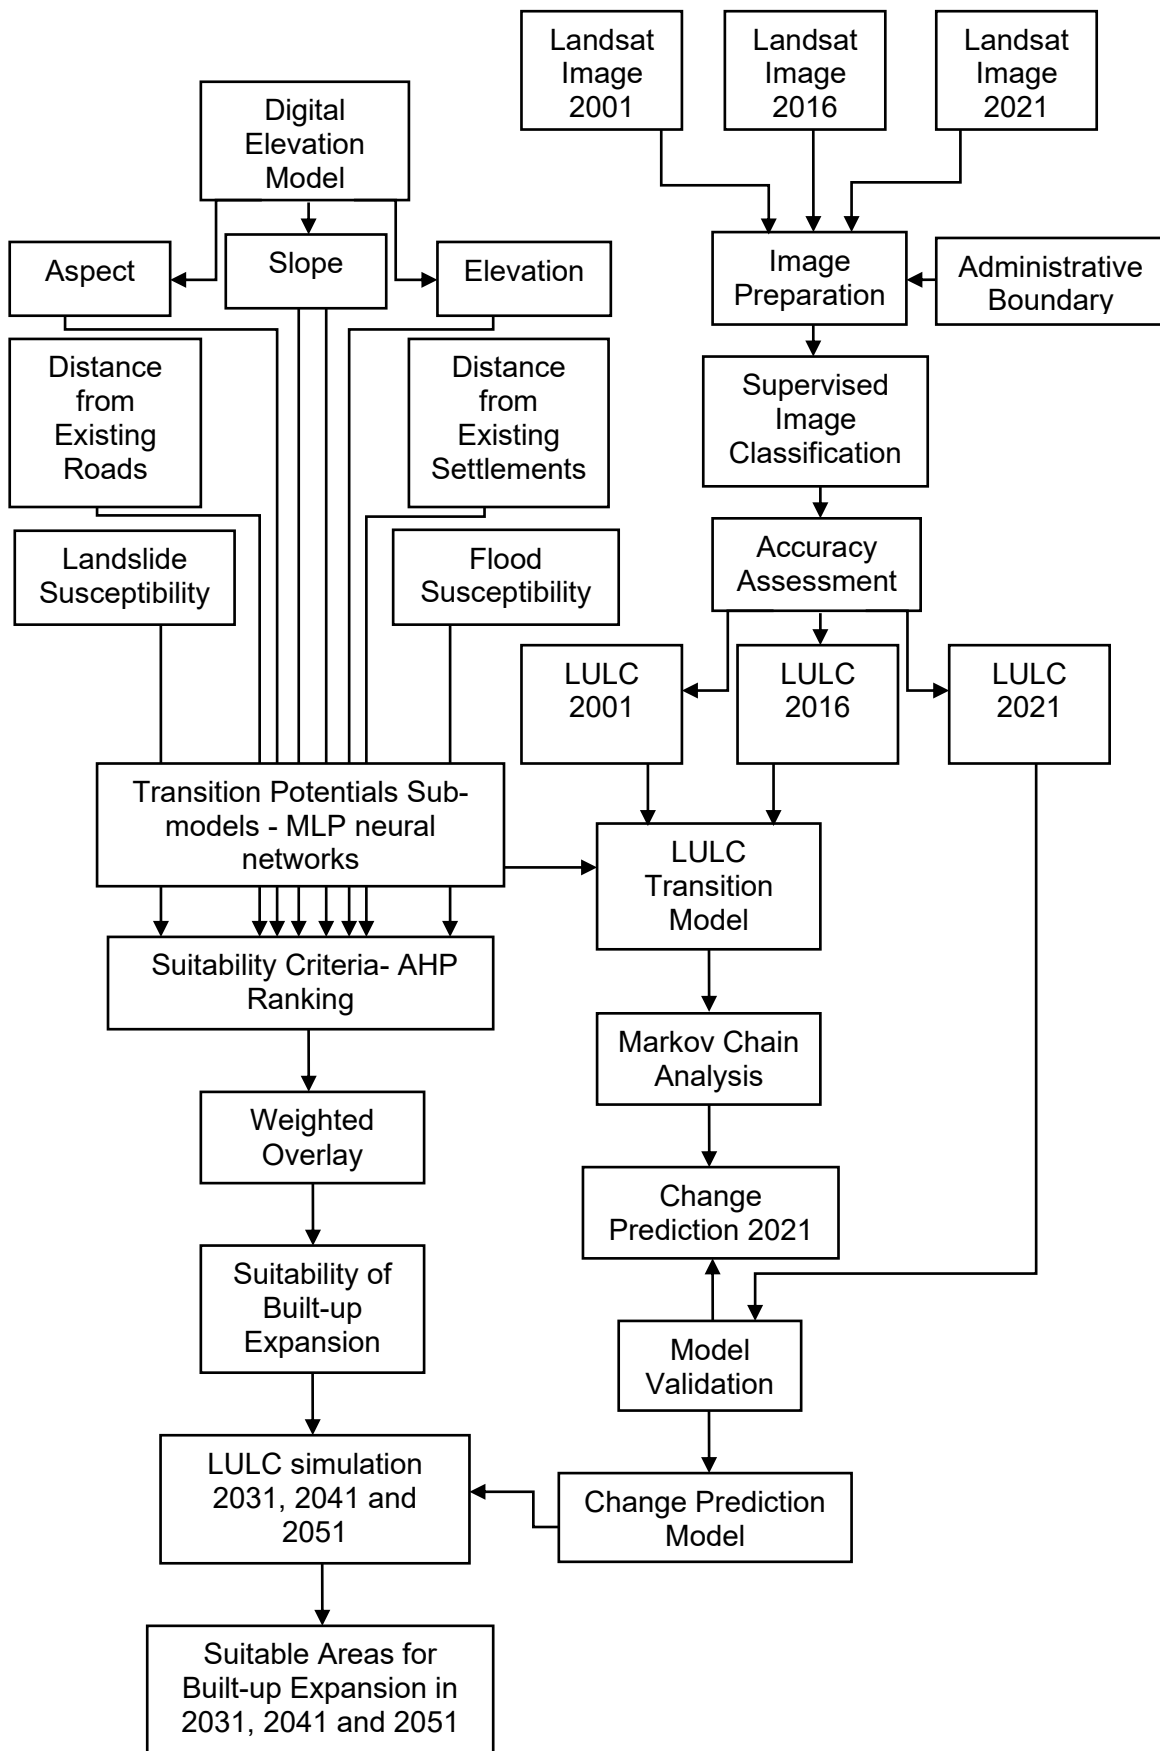 Landsat
Image
2001
Landsat
Image
2016
Landsat
Image
2021
Digital
Elevation
Model
Aspect
Slope
Elevation
Image
Preparation
Administrative
Boundary
Distance
from
Existing
Roads
Distance
from
Existing
Settlements
Supervised
Image
Classification
Landslide
Susceptibility
Flood
Susceptibility
Accuracy
Assessment
LULC
2001
LULC
2016
LULC
2021
Transition Potentials Sub-
models - MLP neural
networks
LULC
Transition
Model
Suitability Criteria- AHP
Ranking
Markov Chain
Analysis
Weighted
Overlay
Change
Prediction 2021
Suitability of
Built-up
Expansion
Model
Validation
LULC simulation
2031, 2041 and
2051
Change Prediction
Model
Suitable Areas for
Built-up Expansion in
2031, 2041 and 2051